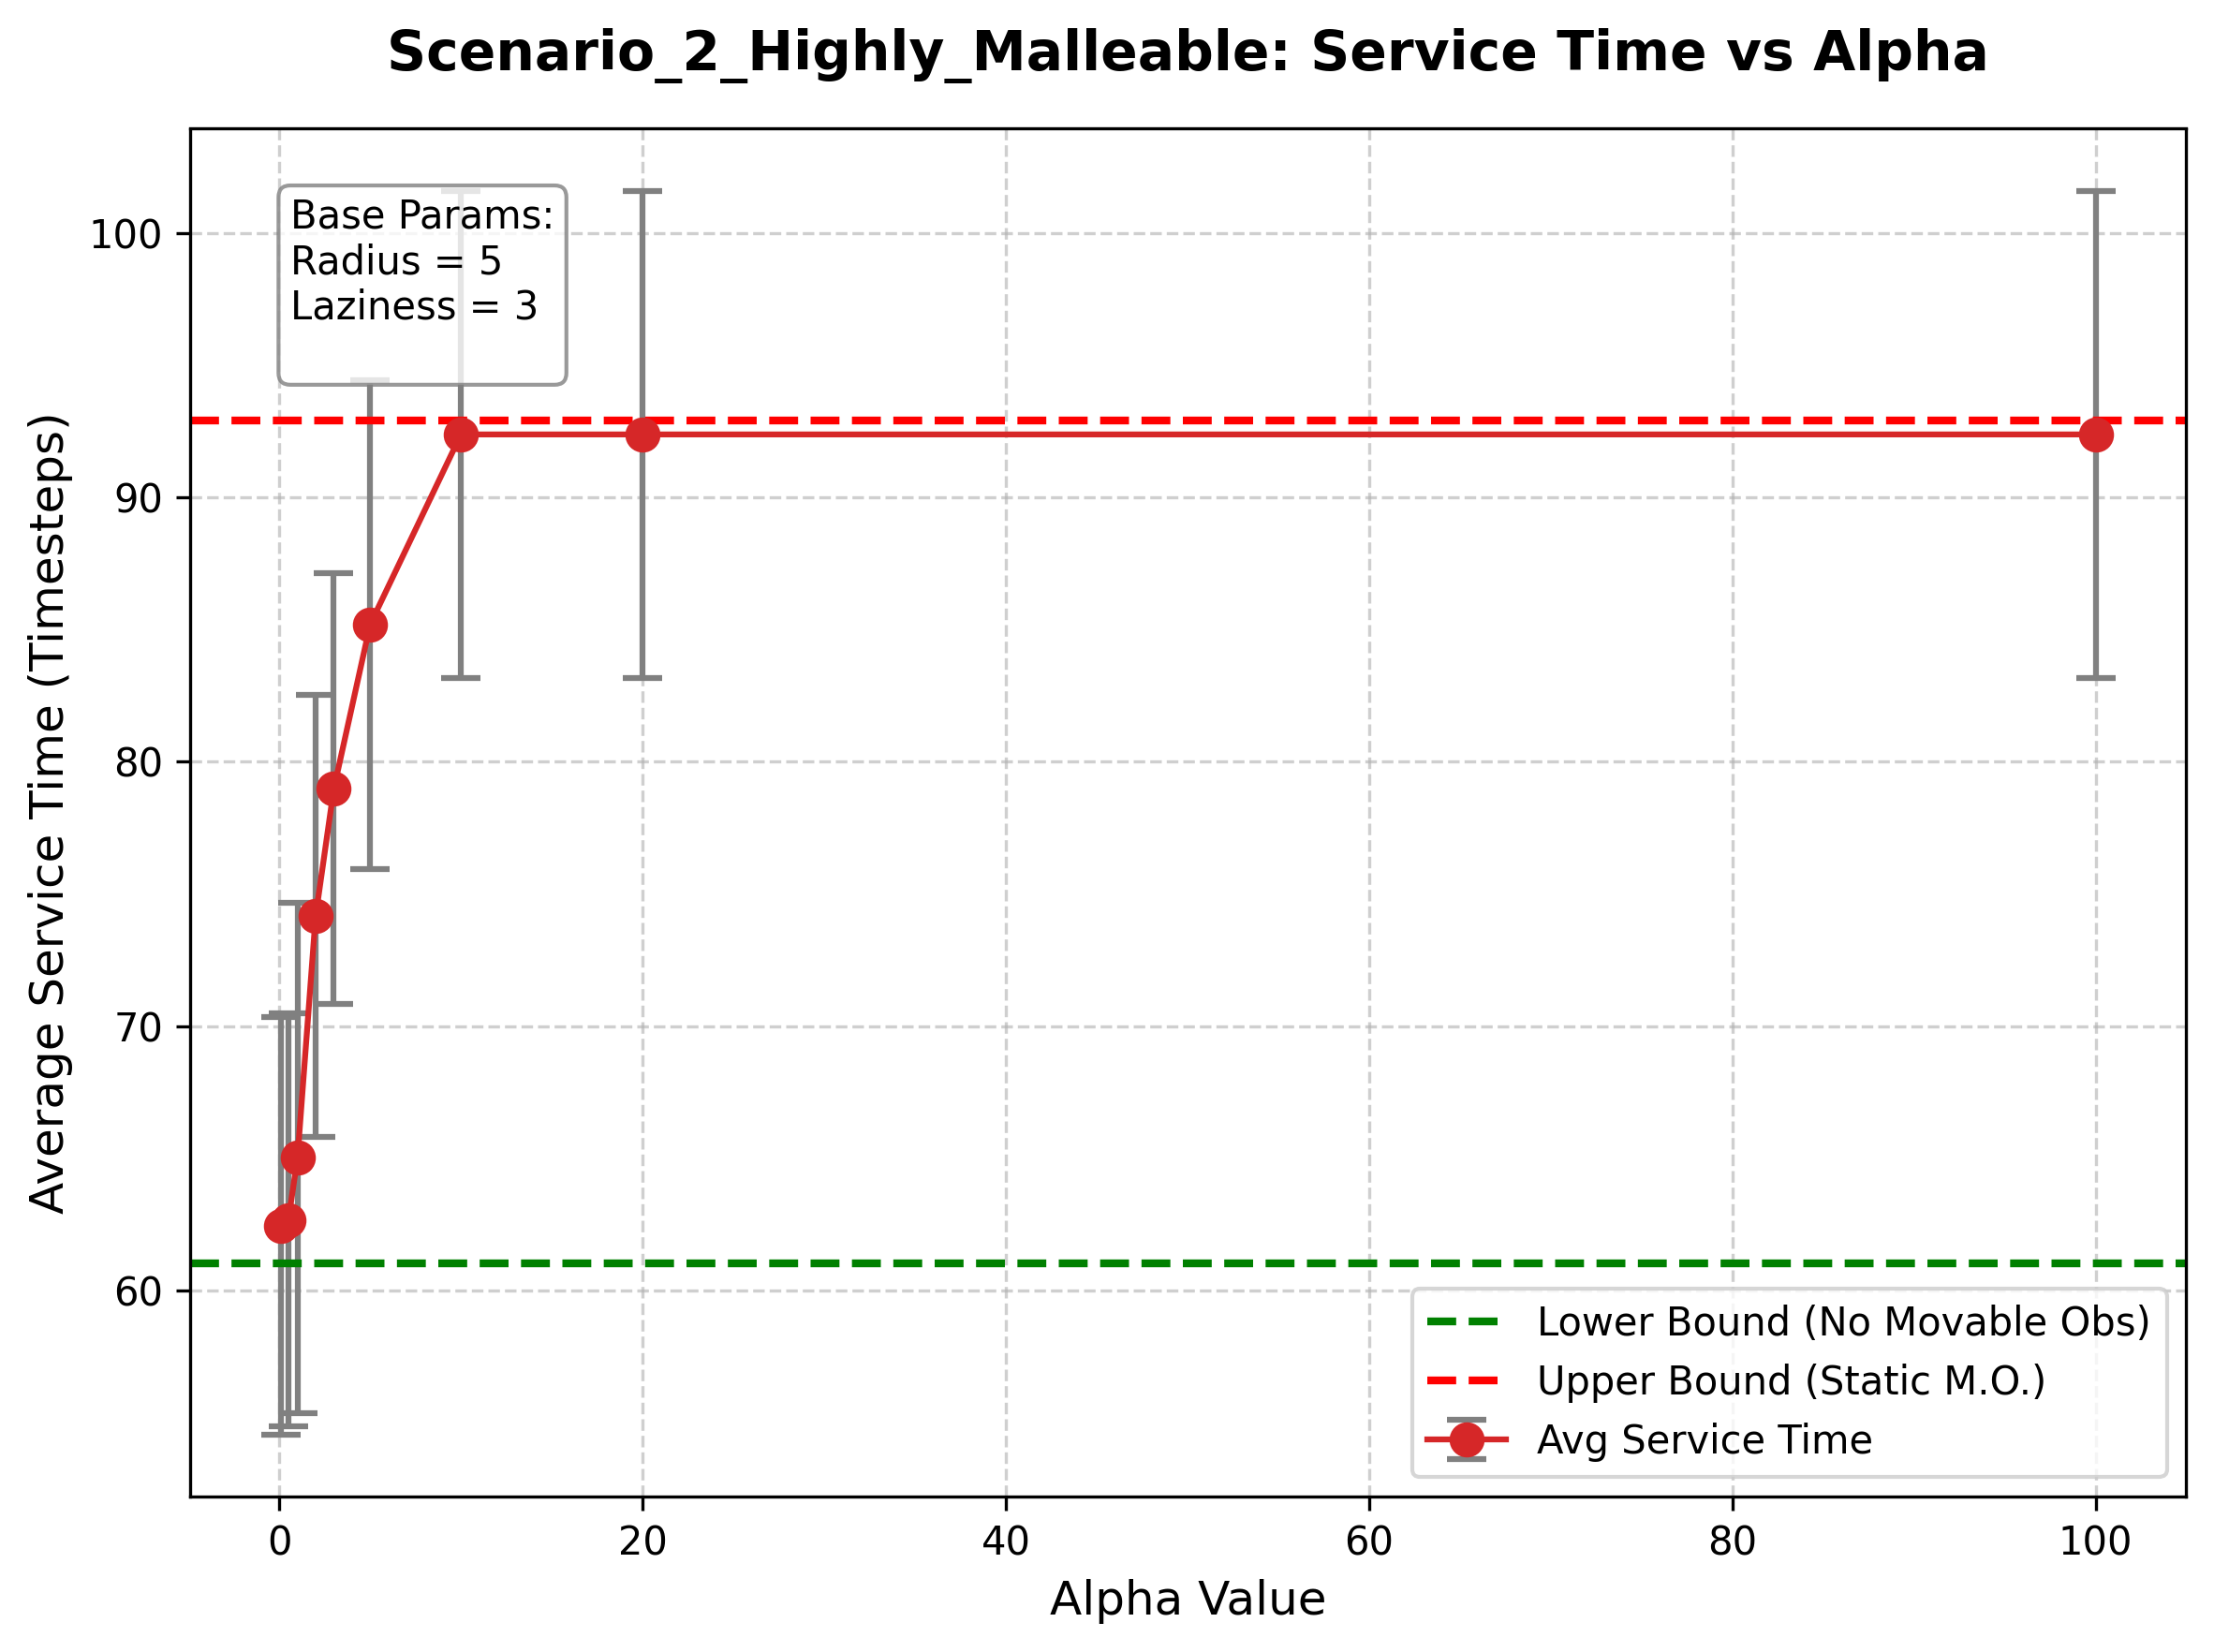 Scenario_2_Highly_Malleable: Service Time vs Alpha
Base Params:
Radius = 5
Laziness = 3
Average Service Time (Timesteps)
100
90
80
70
60
Lower Bound (No Movable Obs)
Upper Bound (Static M.O.)
Avg Service Time
0 20 40 60 80 100
Alpha Value